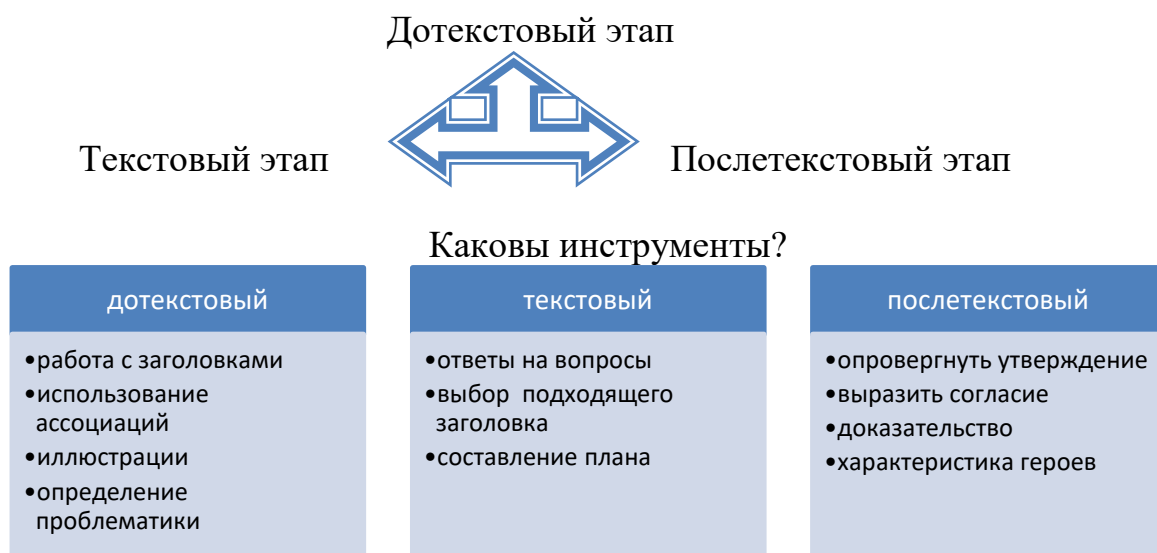 Дотекстовый этап
Текстовый этап
Послетекстовый этап
Каковы инструменты?
дотекстовый
•работа с заголовками
•использование
ассоциаций
•иллюстрации
•определение
проблематики
текстовый
•ответы на вопросы
•выбор подходящего
заголовка
•составление плана
послетекстовый
•опровергнуть утверждение
•выразить согласие
•доказательство
•характеристика героев